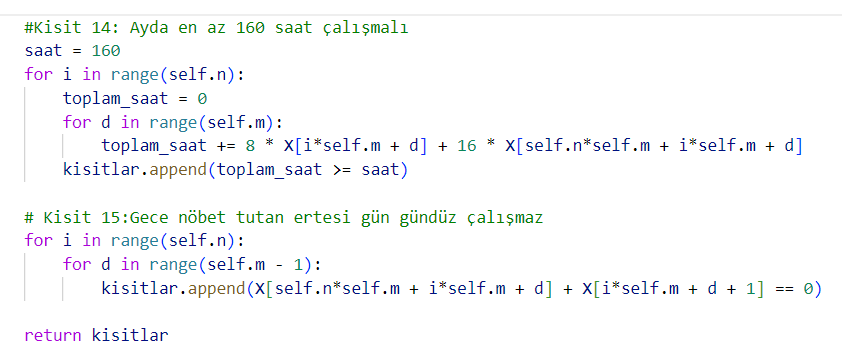 #Kisit 14: Ayda en az 160 saat çalışmalı
saat = 160
for i in range(self.n):
    toplam_saat = 0
    for d in range(self.m):
        toplam_saat += 8 * X[i*self.m + d] + 16 * X[self.n*self.m + i*self.m + d]
    kisitlar.append(toplam_saat >= saat)

# Kisit 15:Gece nöbet tutan ertesi gün gündüz çalışmaz
for i in range(self.n):
    for d in range(self.m - 1):
        kisitlar.append(X[self.n*self.m + i*self.m + d] + X[i*self.m + d + 1] == 0)

return kisitlar